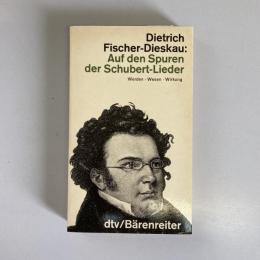 Dietrich
Fischer-Dieskau:
Auf den Spuren
der Schubert-Lieder
Werden · Wesen · Wirkung
dtv/Bärenreiter